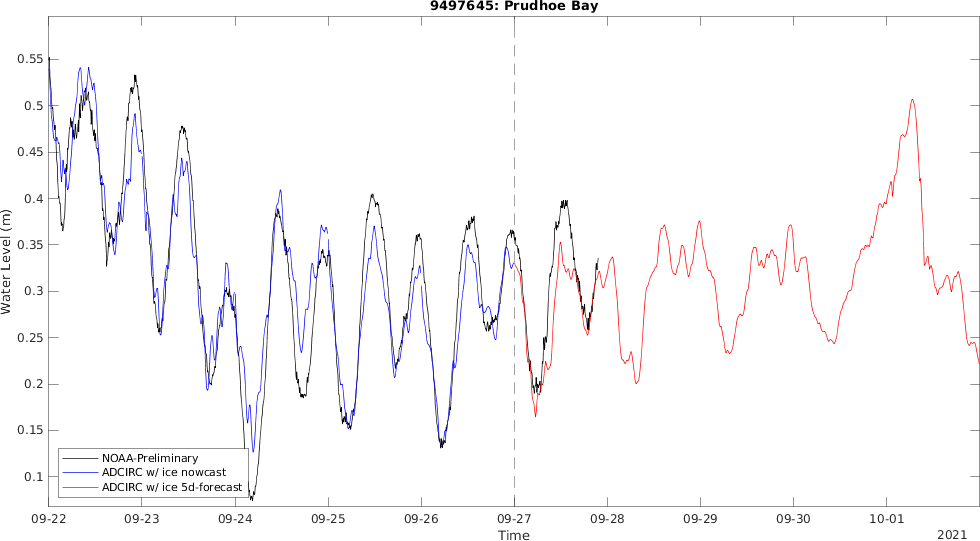 9497645: Prudhoe Bay
Water Level (m)
0.55
0.5
0.45
0.4
0.35
0.3
0.25
0.2
0.15
0.1
NOAA-Preliminary
ADCIRC w/ ice nowcast
ADCIRC w/ ice 5d-forecast
09-22 09-23 09-24 09-25 09-26 09-27 09-28 09-29 09-30 10-01
Time
2021